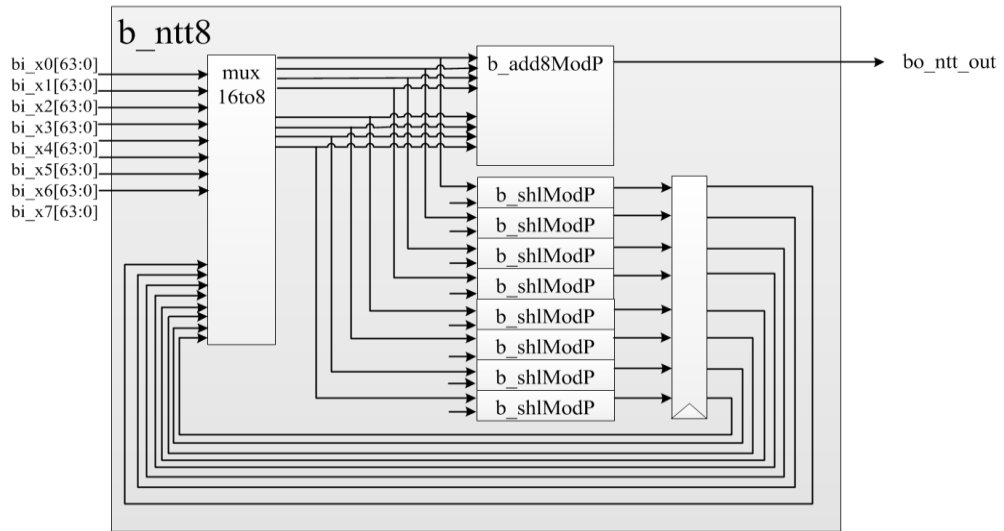 b_ntt8
bi_x0[63:0]
bi_x1[63:0]
bi_x2[63:0]
bi_x3[63:0]
bi_x4[63:0]
bi_x5[63:0]
bi_x6[63:0]
bi_x7[63:0]
mux
16to8
b_add8ModP
bo_ntt_out
b_shlModP
b_shlModP
b_shlModP
b_shlModP
b_shlModP
b_shlModP
b_shlModP
b_shlModP